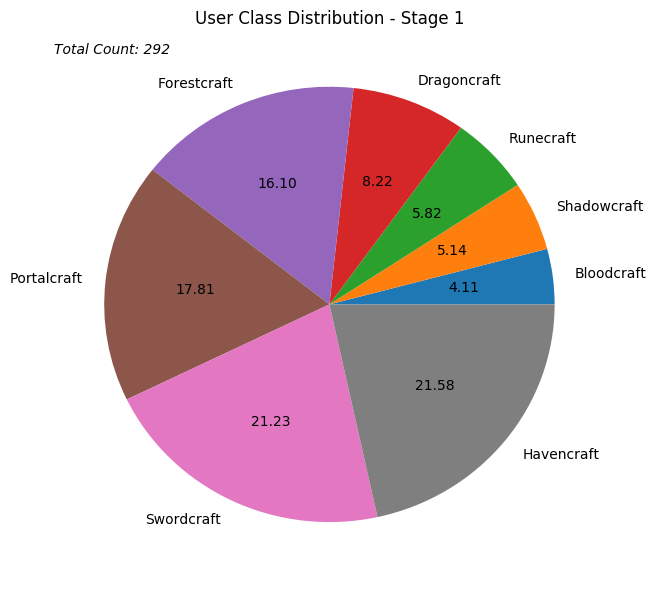 User Class Distribution - Stage 1
Total Count: 292
Dragoncraft
Forestcraft
Runecraft
8.22
16.10
Shadowcraft
5.82
5.14
Bloodcraft
Portalcraft
17.81
4.11
21.58
21.23
Havencraft
Swordcraft